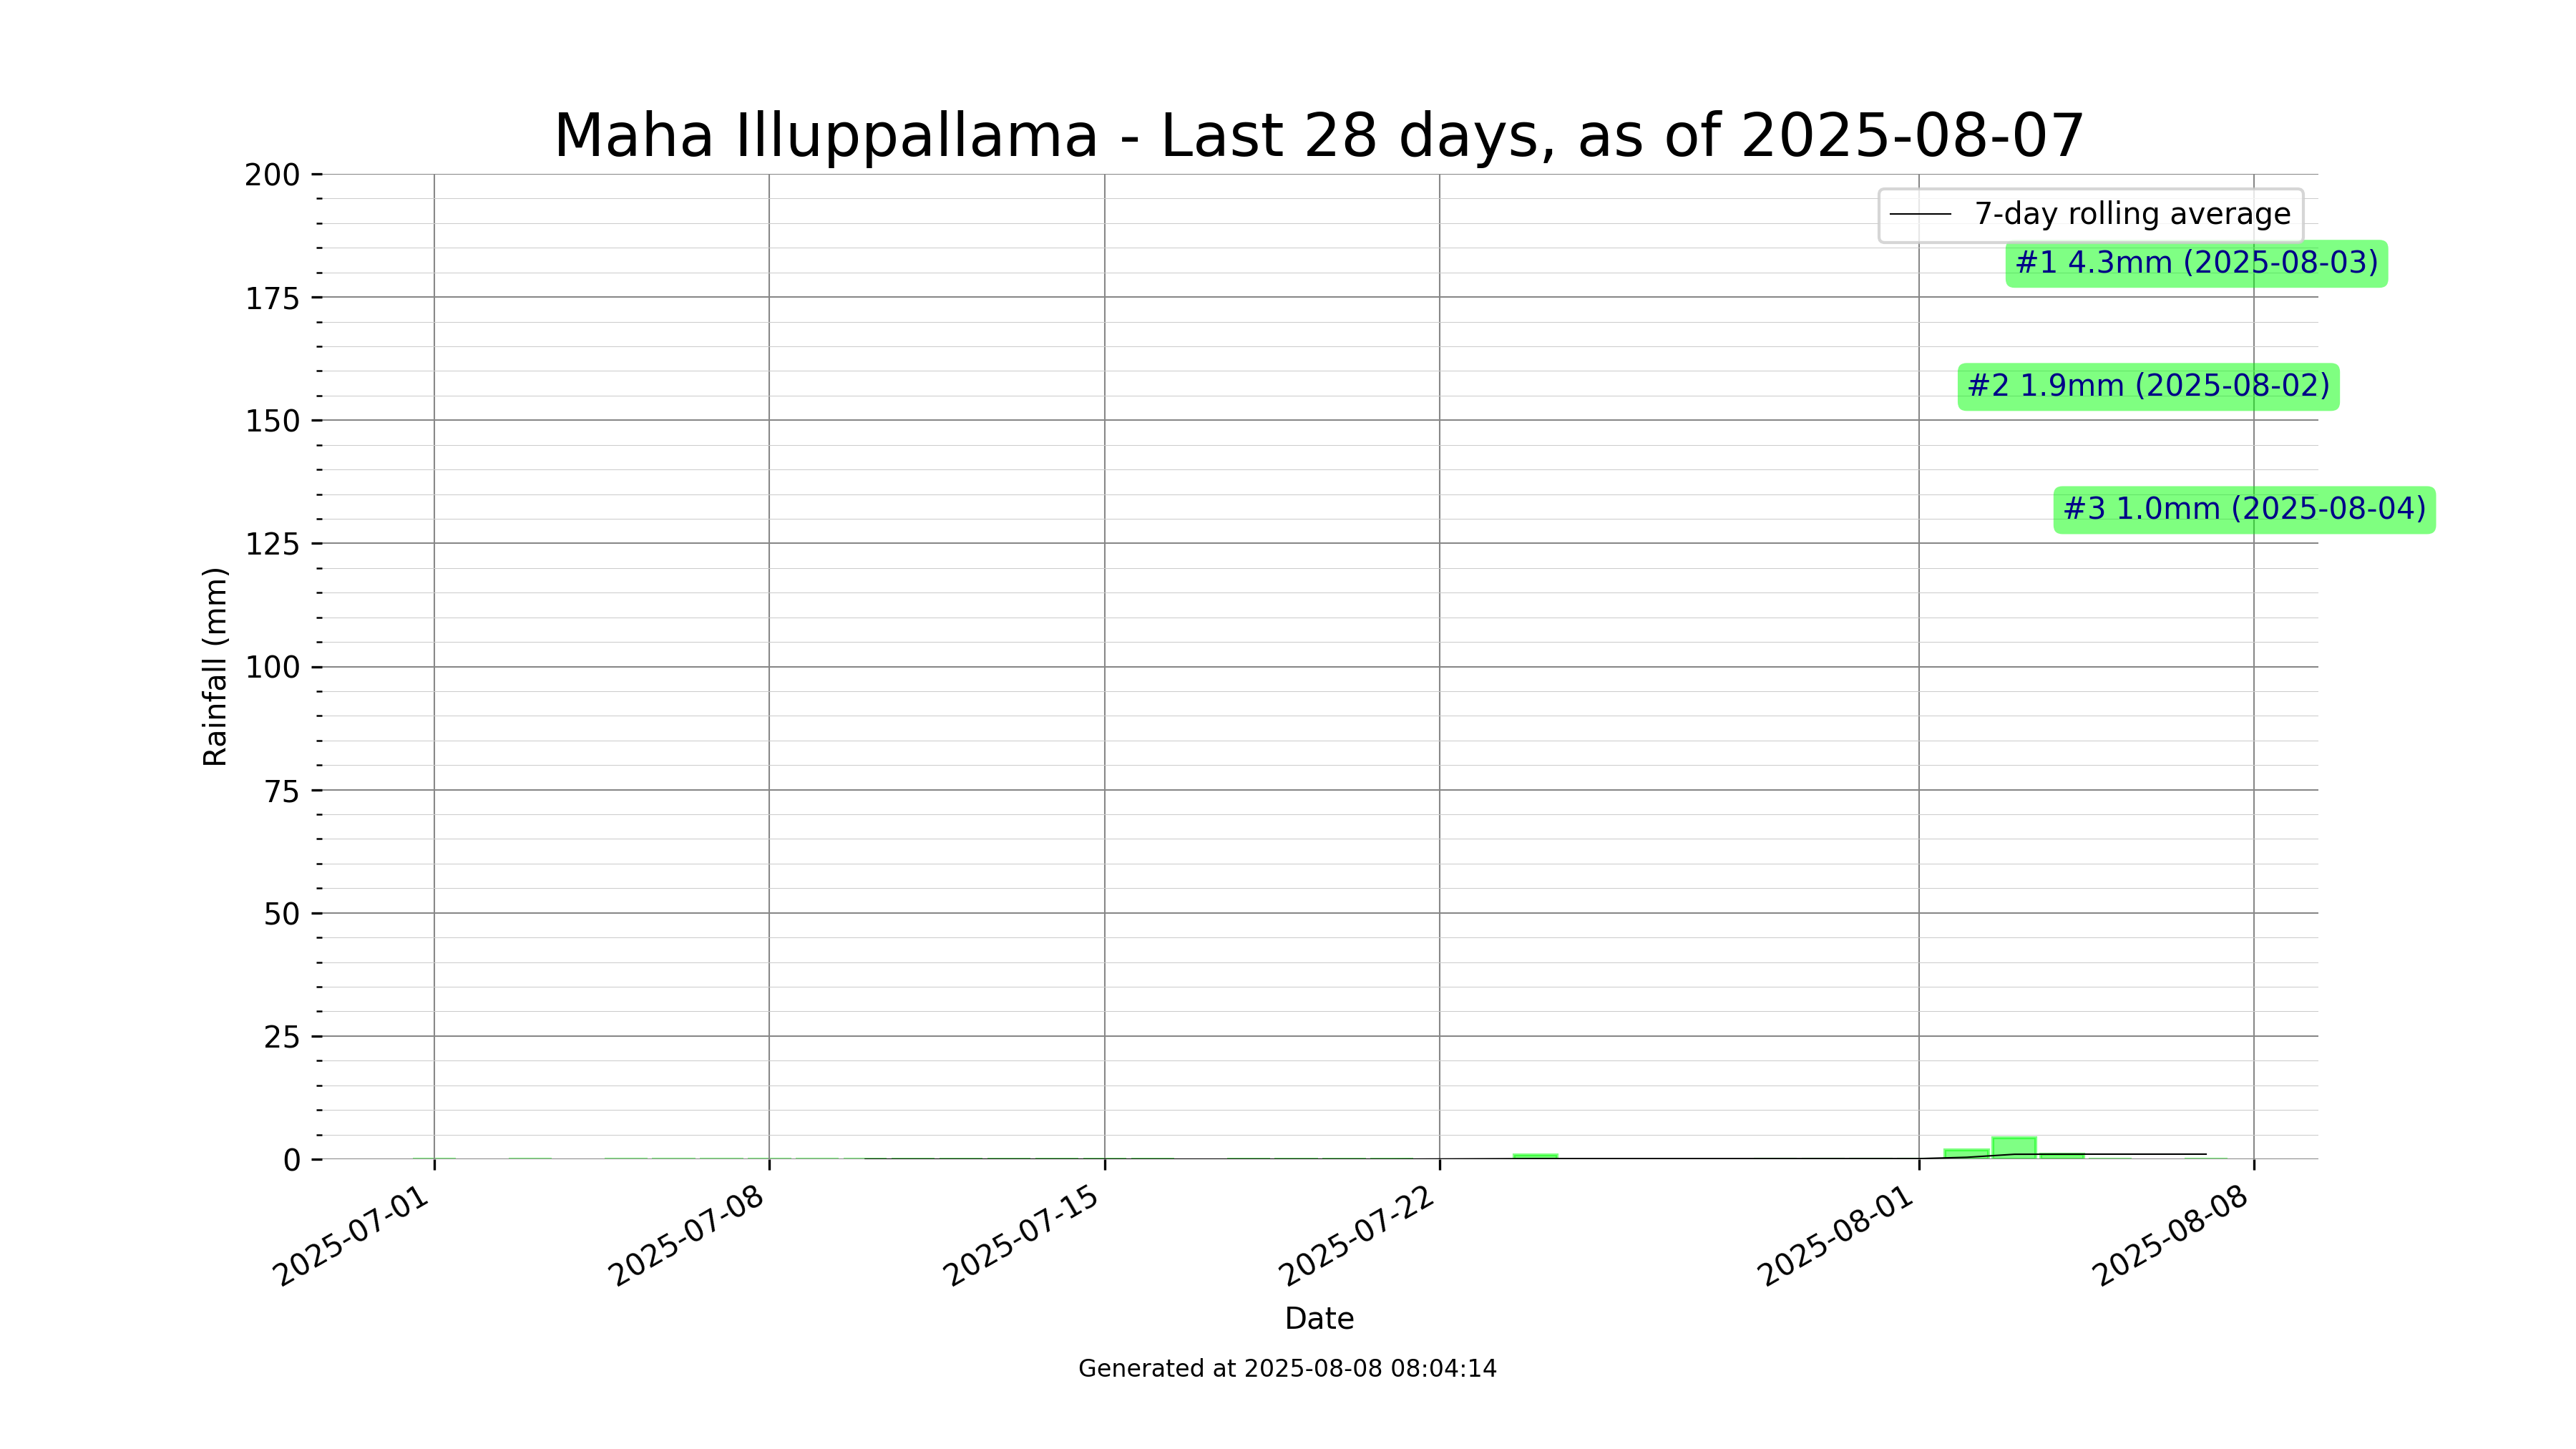 Maha Illuppallama - Last 28 days, as of 2025-08-07
7-day rolling average
#1 4.3mm (2025-08-03)
#2 1.9mm (2025-08-02)
#3 1.0mm (2025-08-04)
Rainfall (mm)
200
175
150
125
100
75
50
25
0
2025-07-01
2025-07-08
2025-07-15
2025-07-22
2025-08-01
2025-08-08
Date
Generated at 2025-08-08 08:04:14